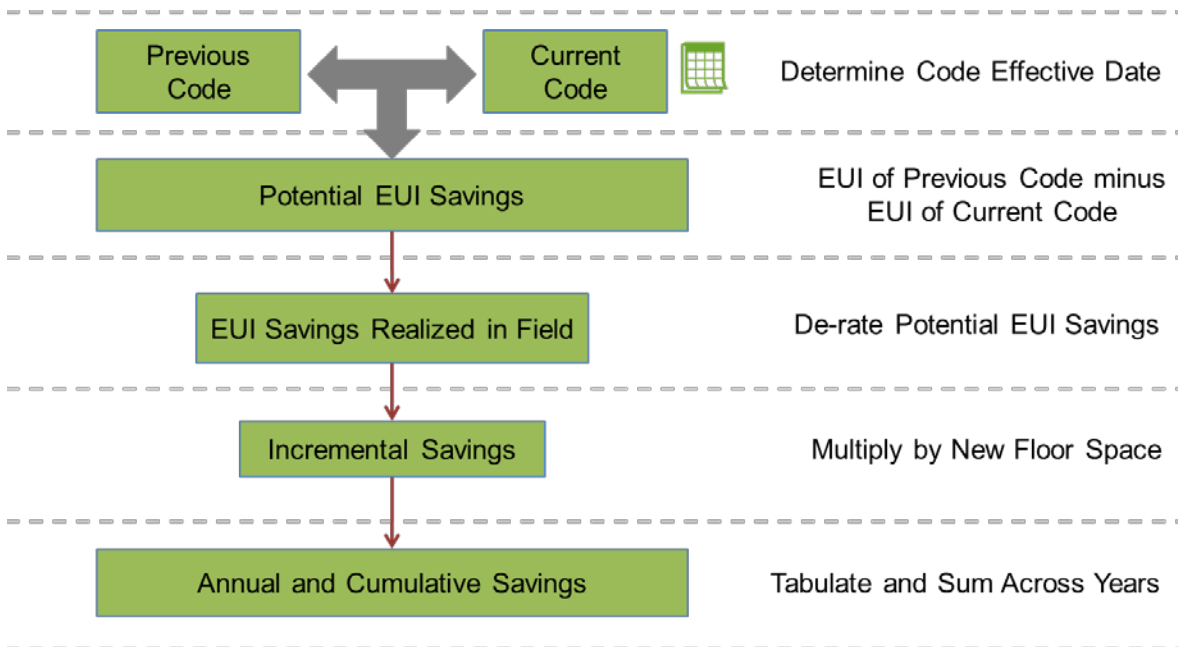 Previous
Code
Current
Code
Determine Code Effective Date
Potential EUI Savings
EUI of Previous Code minus
EUI of Current Code
EUI Savings Realized in Field
De-rate Potential EUI Savings
Incremental Savings
Multiply by New Floor Space
Annual and Cumulative Savings
Tabulate and Sum Across Years